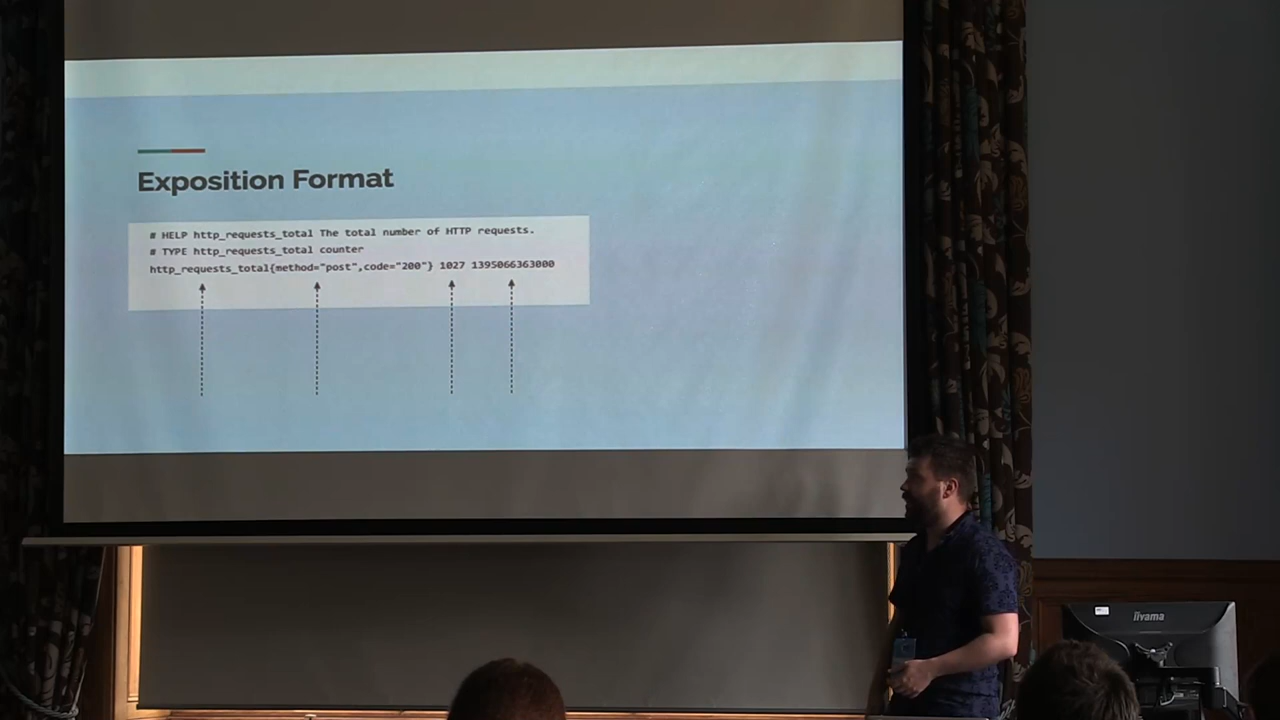 Exposition Format
# HELP http_requests_total The total number of HTTP requests.
# TYPE http_requests_total counter
http_requests_total{method="post",code="200"} 1027 1395066363000
iiyama